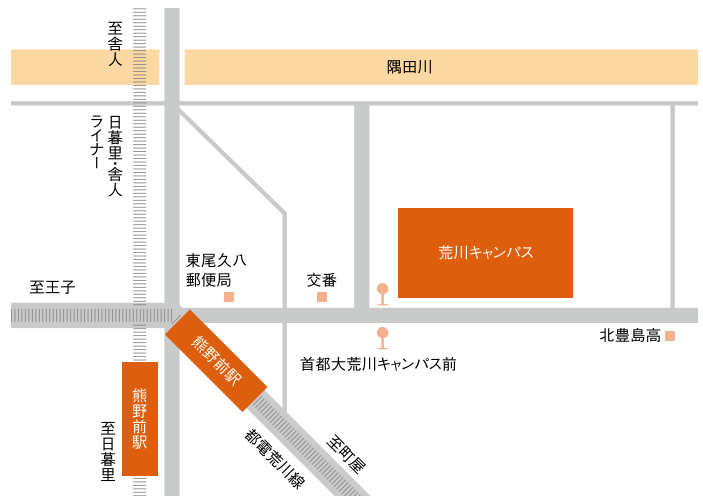 至舎人
隅田川
日暮里・舎人
ライナー
東尾久八
郵便局
交番
荒川キャンパス
至王子
北豊島高
熊野前駅
首都大荒川キャンパス前
熊野前駅
至日暮里
都電荒川線
至町屋